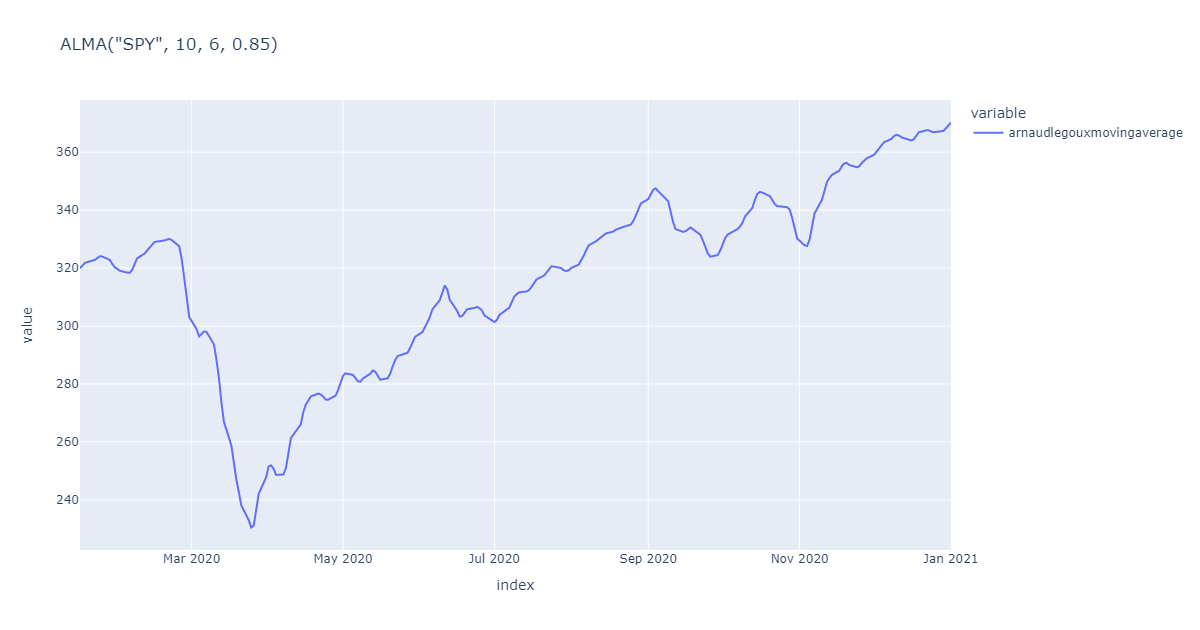 ALMA("SPY", 10, 6, 0.85)
variable
arnaudlegouxmovingaverage
value
360
340
320
300
280
260
240
Mar 2020
May 2020
Jul 2020
Sep 2020
Nov 2020
Jan 2021
index